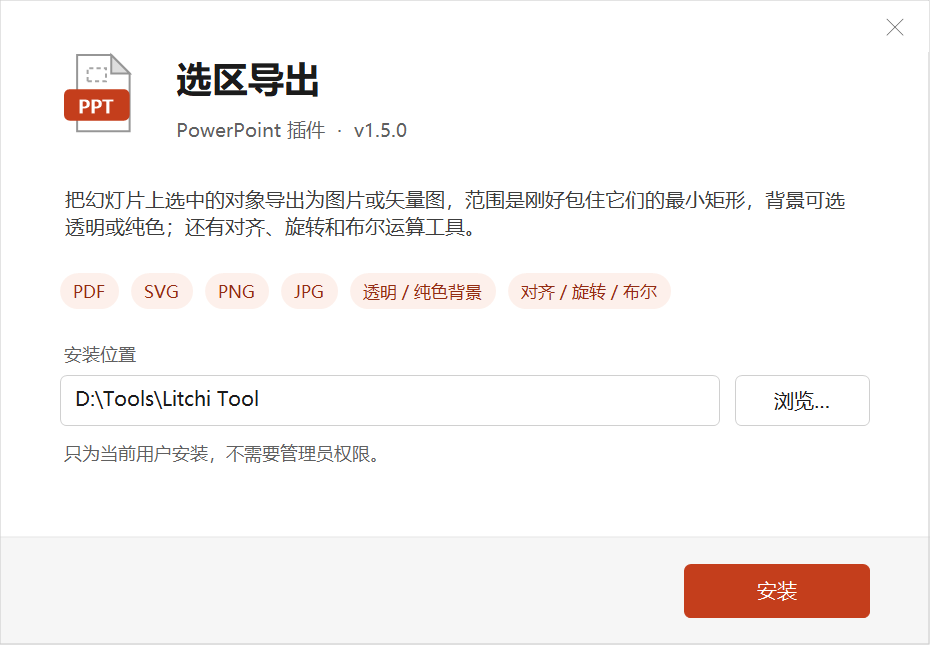 PPT
选区导出
PowerPoint 插件 · v1.5.0
把幻灯片上选中的对象导出为图片或矢量图，范围是刚好包住它们的最小矩形，背景可选
透明或纯色；还有对齐、旋转和布尔运算工具。
PDF SVG PNG JPG 透明 / 纯色背景 对齐 / 旋转 / 布尔
安装位置
D:\Tools\Litchi Tool 浏览...
只为当前用户安装，不需要管理员权限。
安装